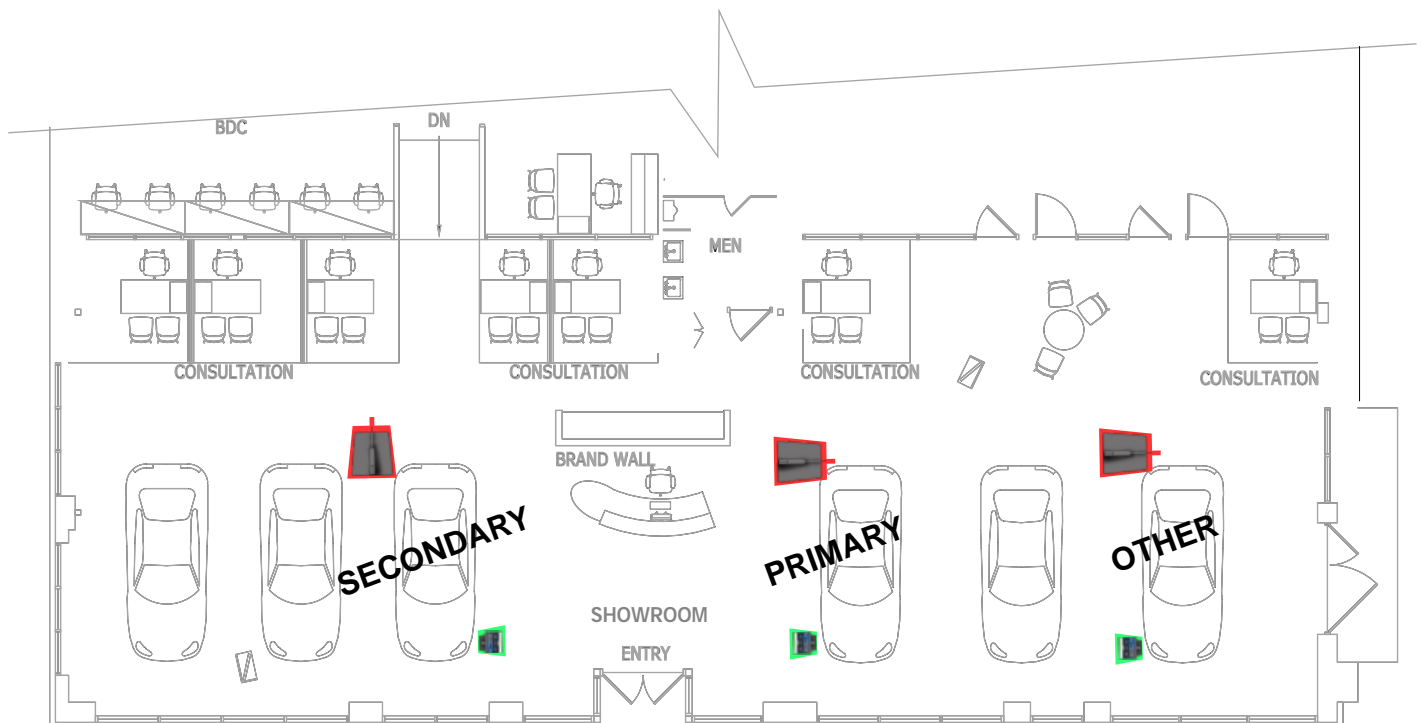 BDC
DN
MEN
CONSULTATION
CONSULTATION
CONSULTATION
CONSULTATION
BRAND WALL
SECONDARY
PRIMARY
OTHER
SHOWROOM
ENTRY